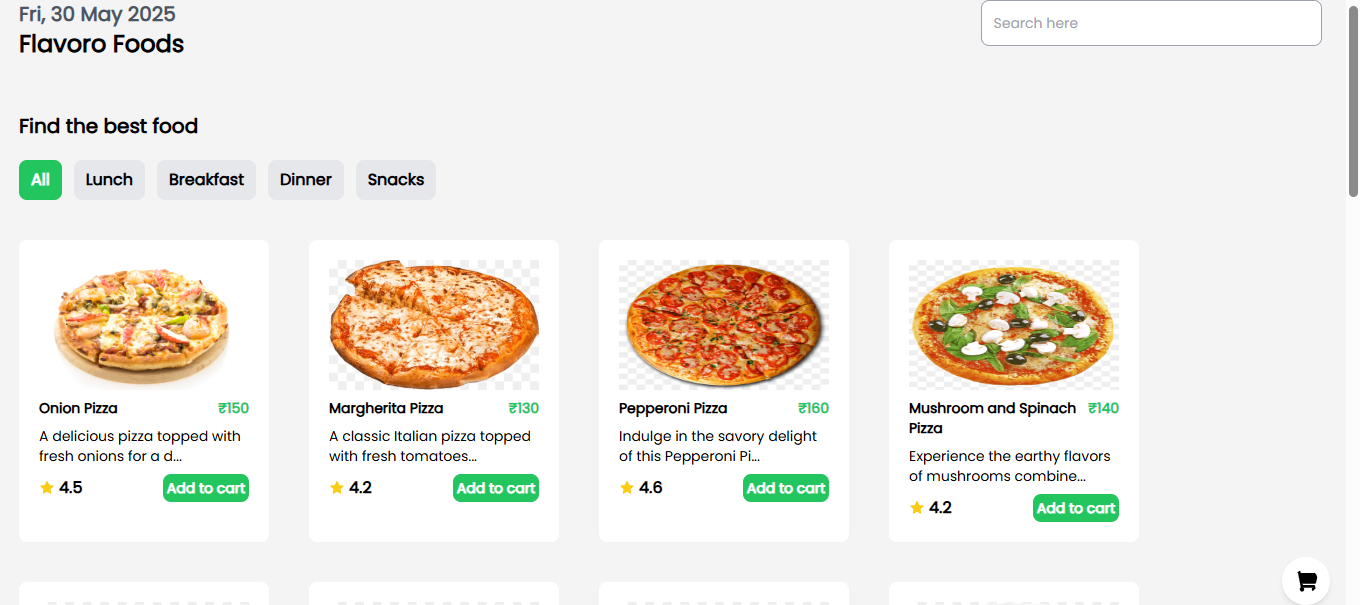 Fri, 30 May 2025
Flavoro Foods
Search here
Find the best food
All
Lunch
Breakfast
Dinner
Snacks
Onion Pizza
₹150
A delicious pizza topped with
fresh onions for a d...
4.5
Add to cart
Margherita Pizza
₹130
A classic Italian pizza topped
with fresh tomatoes...
4.2
Add to cart
Pepperoni Pizza
₹160
Indulge in the savory delight
of this Pepperoni Pi...
4.6
Add to cart
Mushroom and Spinach
Pizza
₹140
Experience the earthy flavors
of mushrooms combine...
4.2
Add to cart